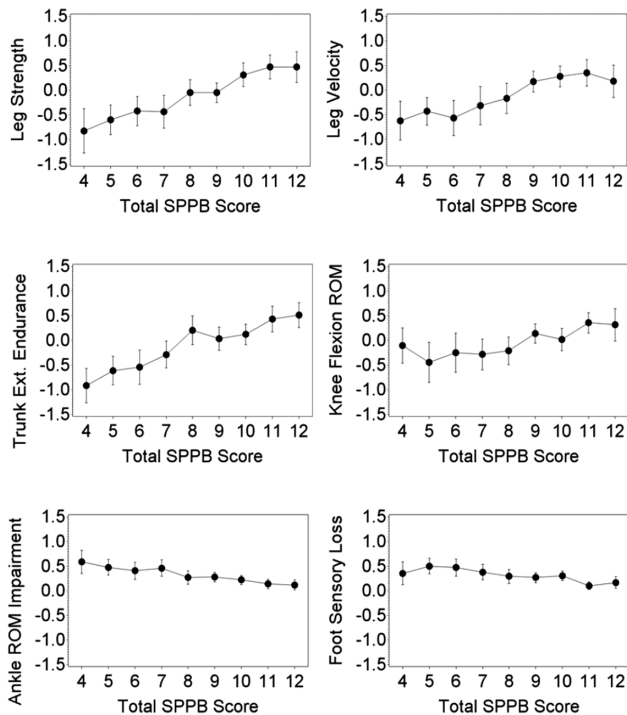 Leg Strength
1.5
1.0
0.5
0.0
-0.5
-1.0
-1.5
4 5 6 7 8 9 10 11 12
Total SPPB Score
Leg Velocity
1.5
1.0
0.5
0.0
-0.5
-1.0
-1.5
4 5 6 7 8 9 10 11 12
Total SPPB Score
Trunk Ext. Endurance
1.5
1.0
0.5
0.0
-0.5
-1.0
-1.5
4 5 6 7 8 9 10 11 12
Total SPPB Score
Knee Flexion ROM
1.5
1.0
0.5
0.0
-0.5
-1.0
-1.5
4 5 6 7 8 9 10 11 12
Total SPPB Score
Ankle ROM Impairment
1.5
1.0
0.5
0.0
-0.5
-1.0
-1.5
4 5 6 7 8 9 10 11 12
Total SPPB Score
Foot Sensory Loss
1.5
1.0
0.5
0.0
-0.5
-1.0
-1.5
4 5 6 7 8 9 10 11 12
Total SPPB Score